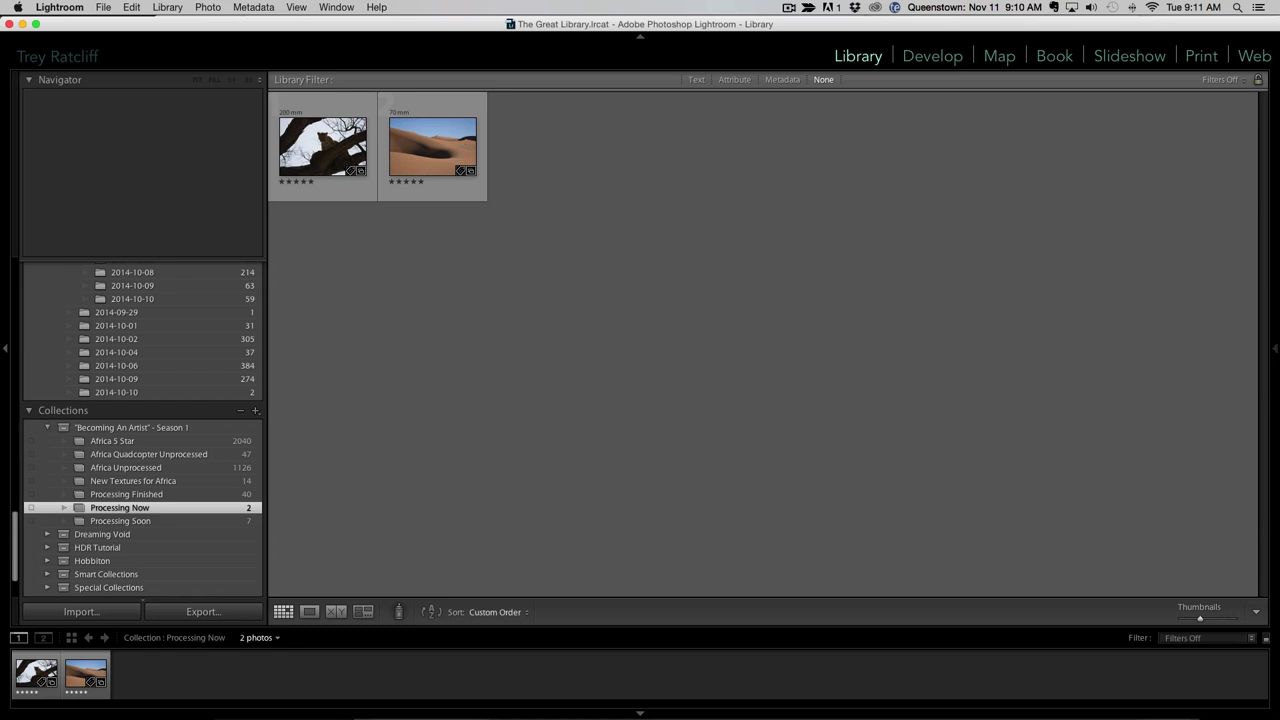 Lightroom File Edit Library Photo Metadata View Window Help 1 Queenstown: Nov 11 9:10 AM Tue 9:11 AM
The Great Library.lrcat - Adobe Photoshop Lightroom - Library
Trey Ratcliff
Library Develop Map Book Slideshow Print Web
Navigator
Library Filter : Text Attribute Metadata None Filters Off
200 mm
70 mm
2014-10-08 214
2014-10-09 63
2014-10-10 59
2014-09-29 1
2014-10-01 31
2014-10-02 305
2014-10-04 37
2014-10-06 384
2014-10-09 274
2014-10-10 2
Collections
"Becoming An Artist" - Season 1
Africa 5 Star 2040
Africa Quadcopter Unprocessed 47
Africa Unprocessed 1126
New Textures for Africa 14
Processing Finished 40
Processing Now 2
Processing Soon 7
Dreaming Void
HDR Tutorial
Hobbiton
Smart Collections
Special Collections
Import... Export...
X Y Sort: Custom Order Thumbnails
1 2 Collection : Processing Now 2 photos Filter : Filters Off